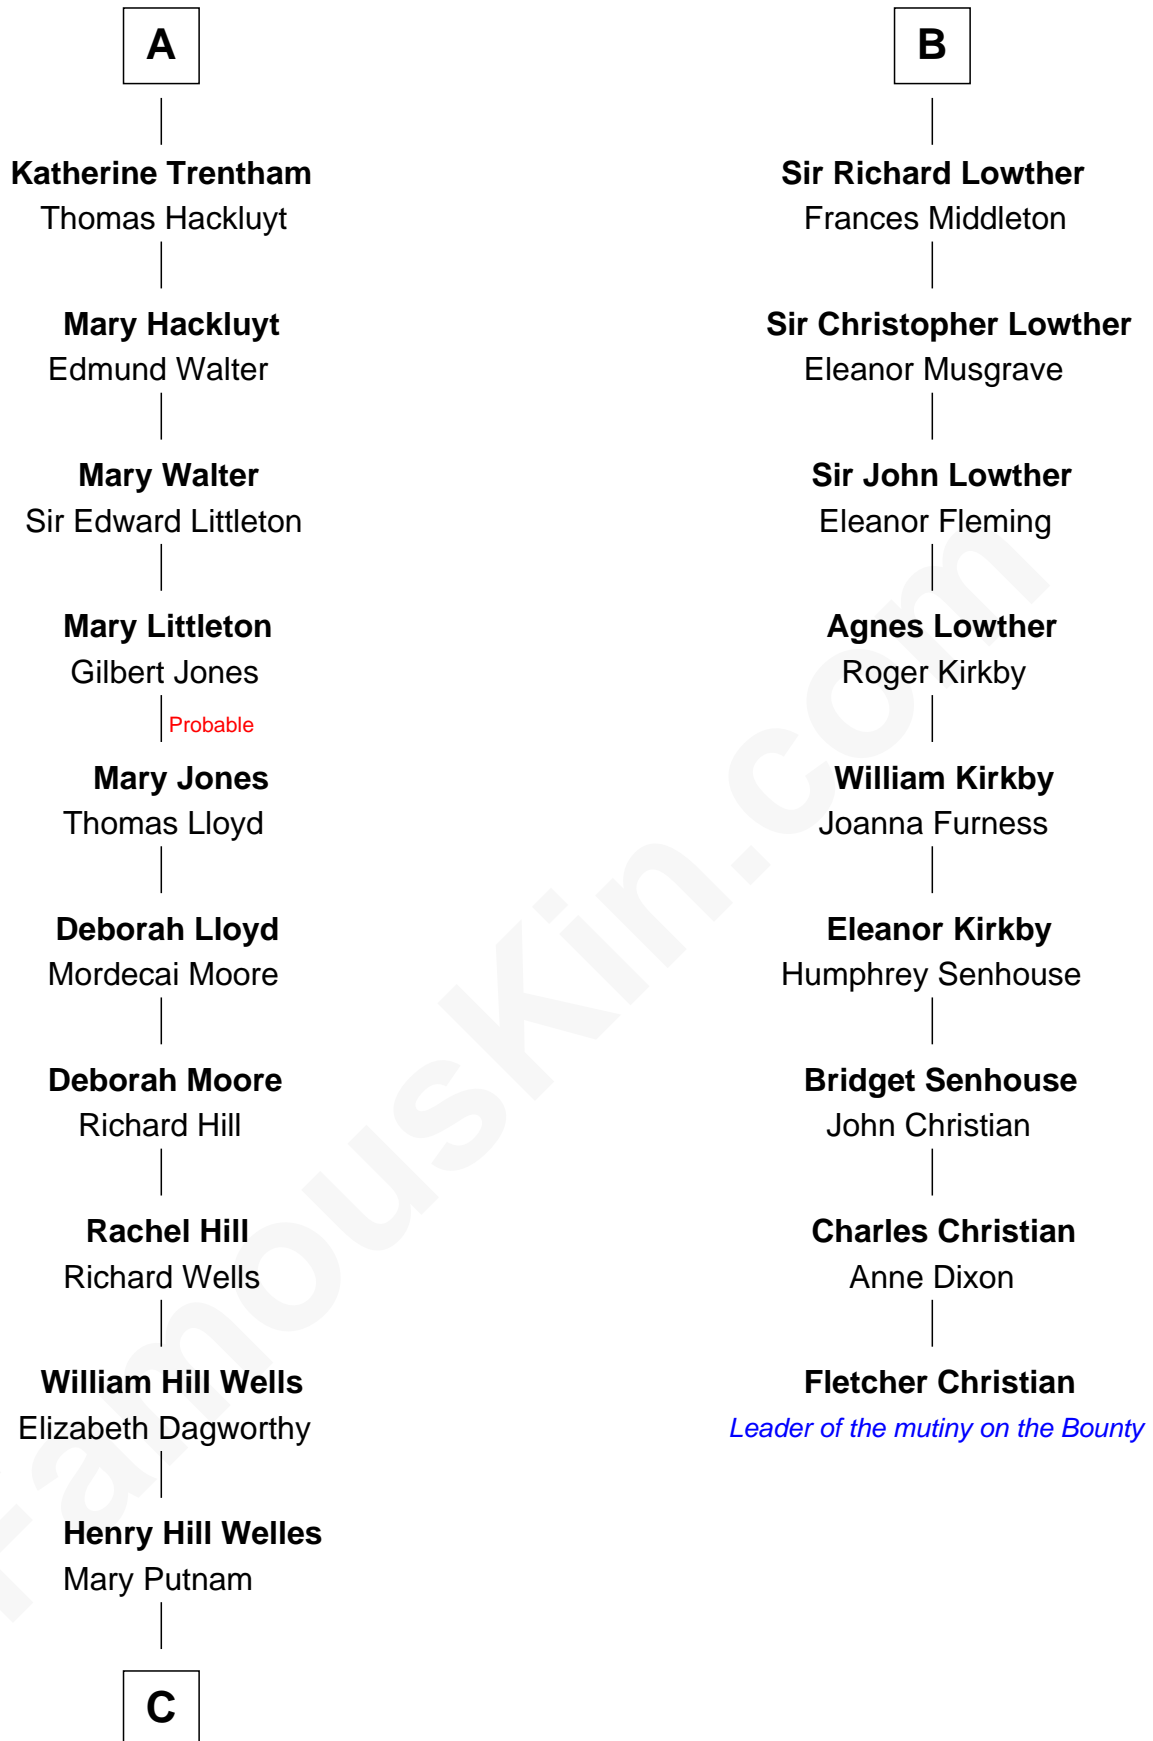 A
Katherine Trentham
Thomas Hackluyt
Mary Hackluyt
Edmund Walter
Mary Walter
Sir Edward Littleton
Mary Littleton
Gilbert Jones
Probable
Mary Jones
Thomas Lloyd
Deborah Lloyd
Mordecai Moore
Deborah Moore
Richard Hill
Rachel Hill
Richard Wells
William Hill Wells
Elizabeth Dagworthy
Henry Hill Welles
Mary Putnam
C
B
Sir Richard Lowther
Frances Middleton
Sir Christopher Lowther
Eleanor Musgrave
Sir John Lowther
Eleanor Fleming
Agnes Lowther
Roger Kirkby
William Kirkby
Joanna Furness
Eleanor Kirkby
Humphrey Senhouse
Bridget Senhouse
John Christian
Charles Christian
Anne Dixon
Fletcher Christian
Leader of the mutiny on the Bounty
FamousKin.com